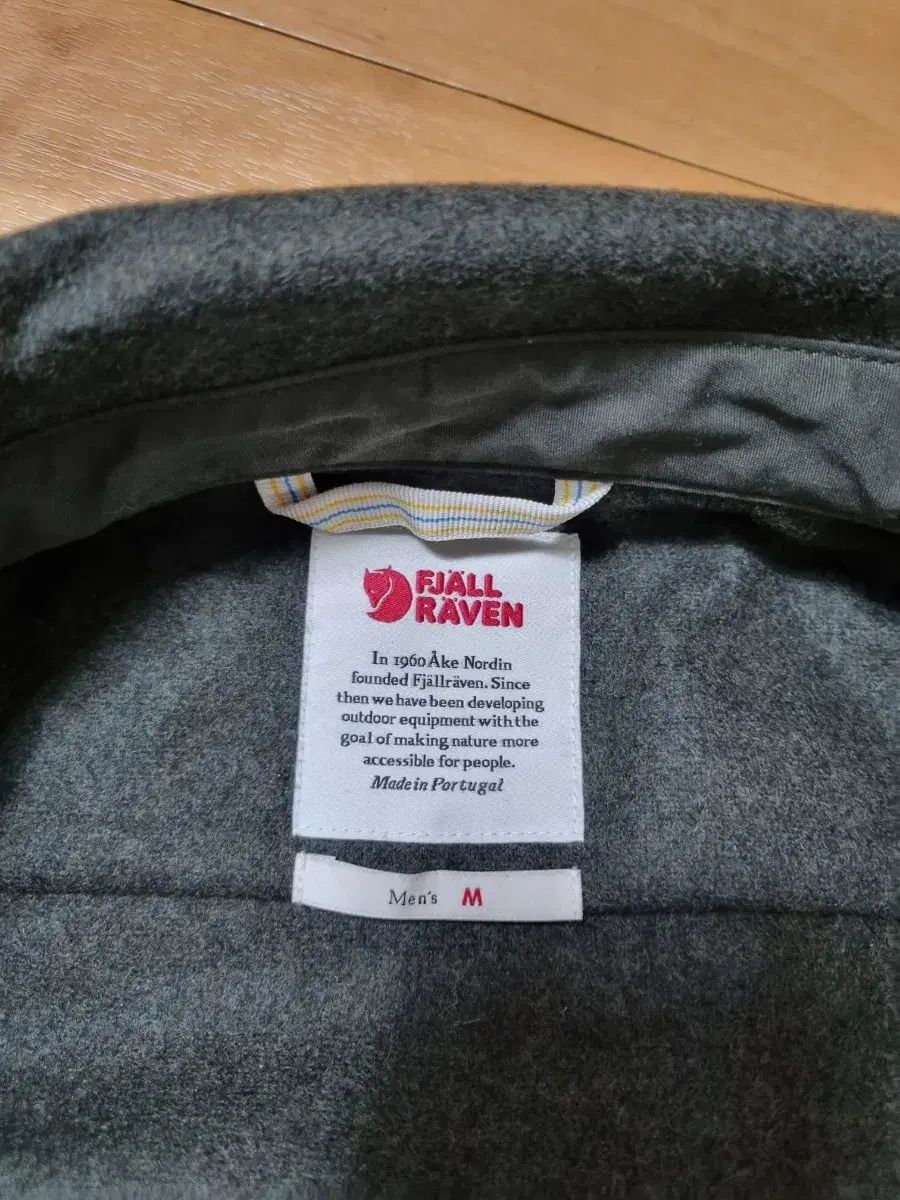 FJÄLL
RÄVEN
In 1960 Åke Nordin
founded Fjällräven. Since
then we have been developing
outdoor equipment with the
goal of making nature more
accessible for people.
Made in Portugal
Men's M